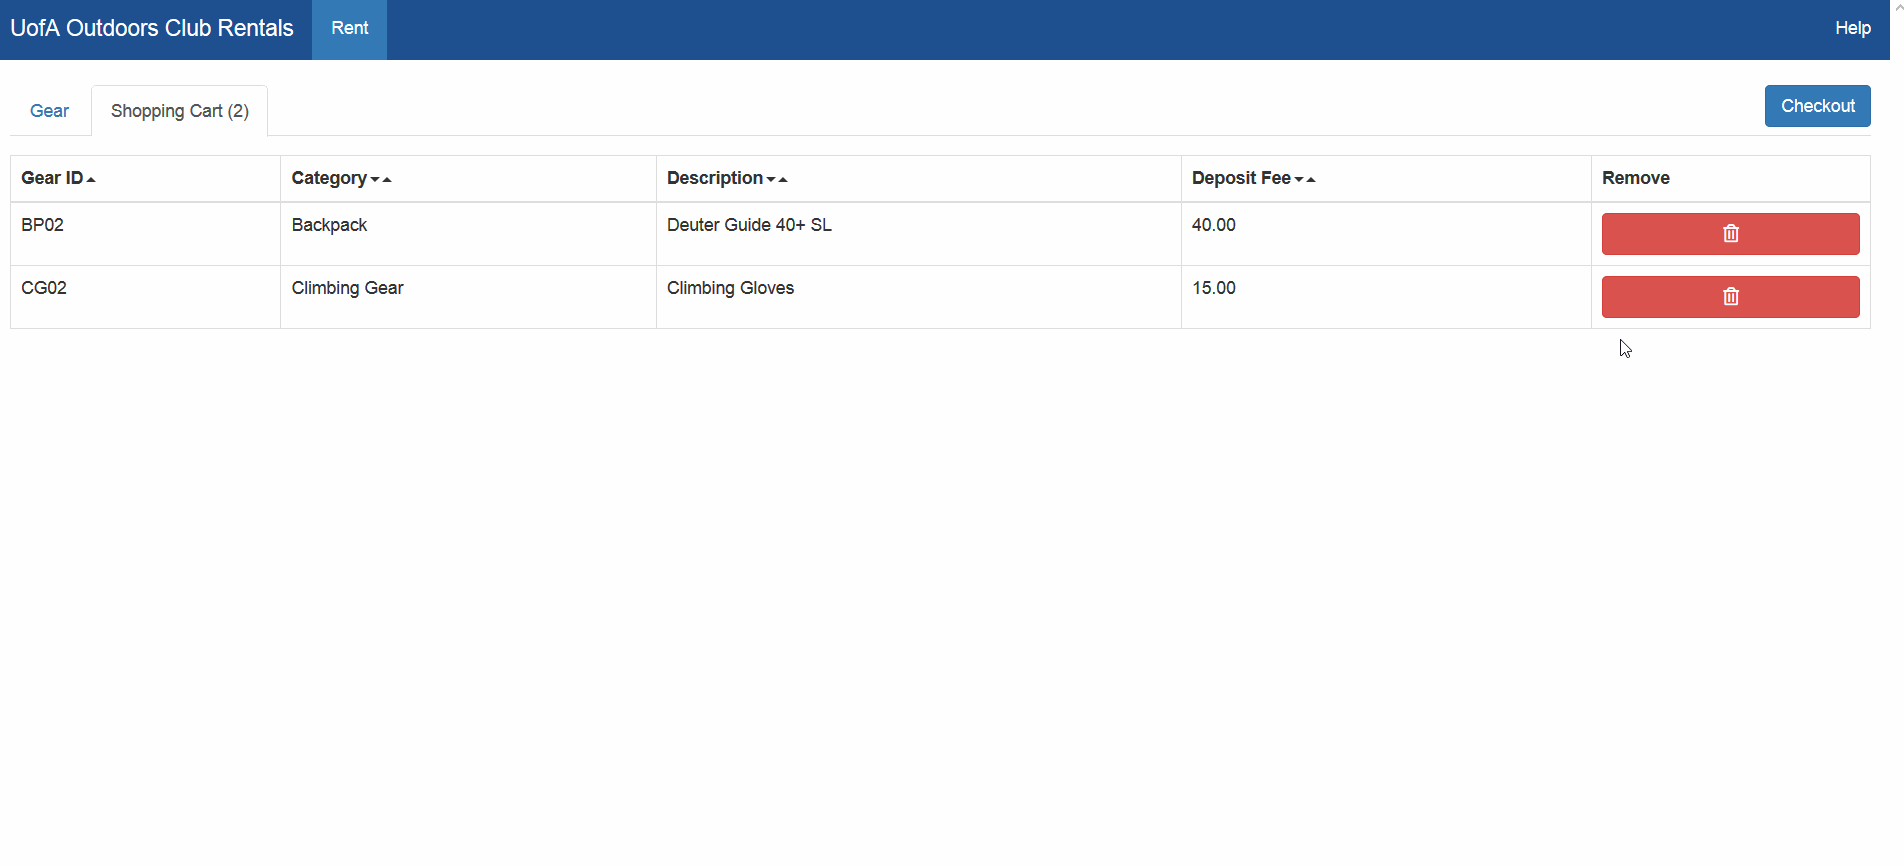 UofA Outdoors Club Rentals Rent Help
Gear Shopping Cart (2) Checkout
Gear ID Category Description Deposit Fee Remove
BP02 Backpack Deuter Guide 40+ SL 40.00
CG02 Climbing Gear Climbing Gloves 15.00